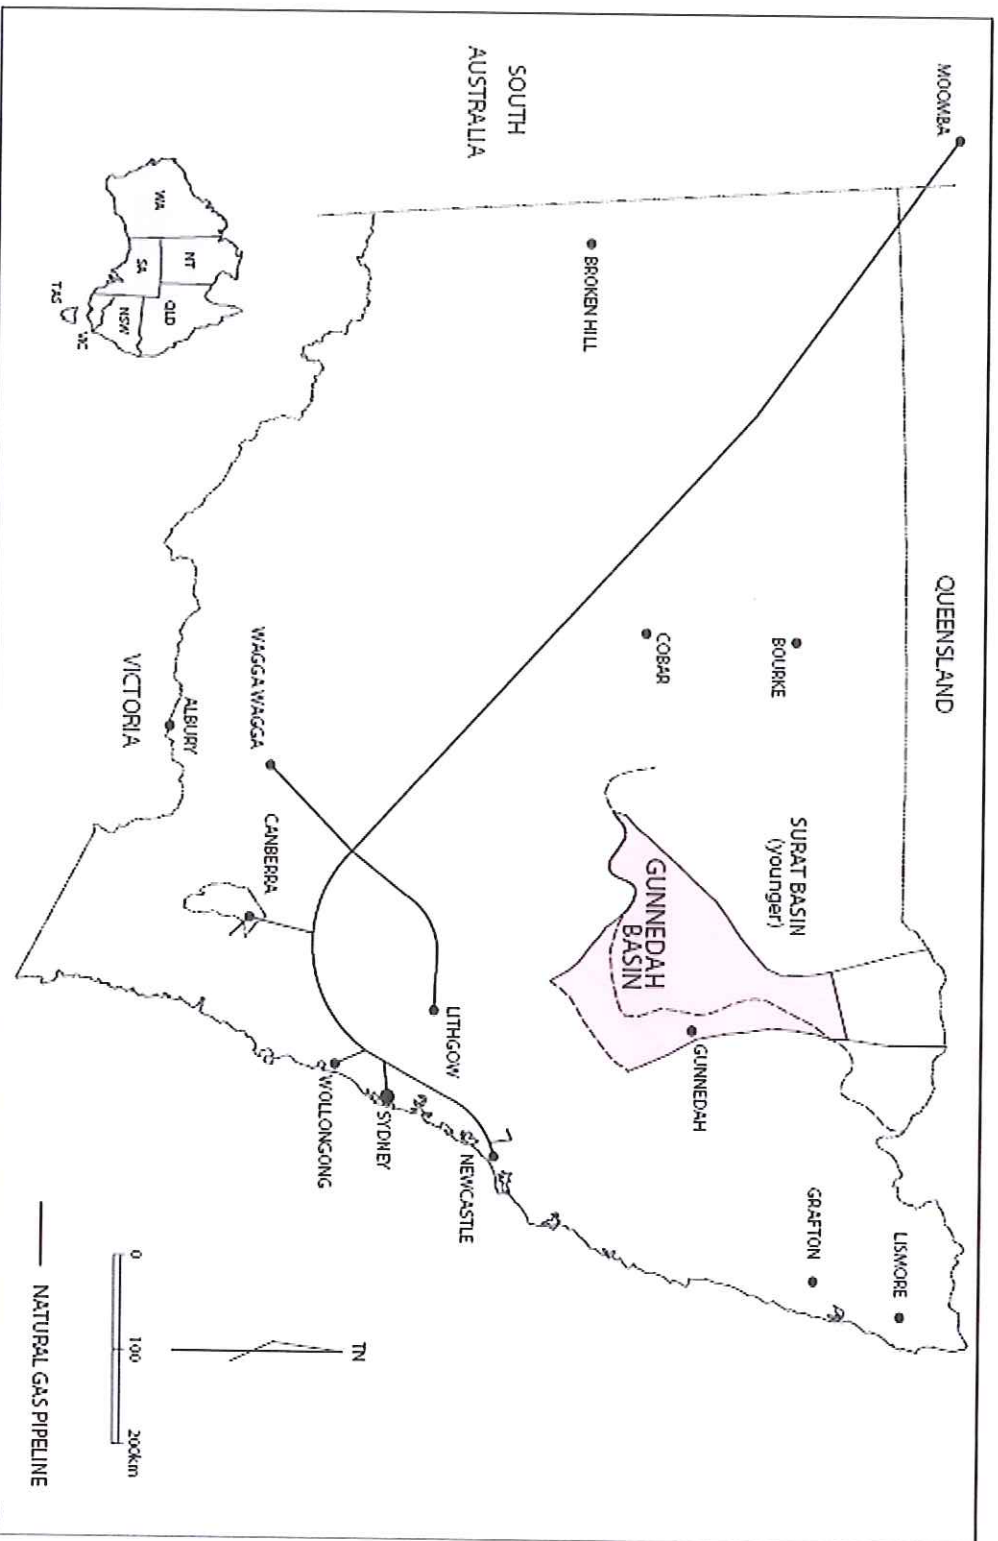 MOOMBA
QUEENSLAND
SOUTH
AUSTRALIA
BROKEN HILL
BOURKE
COBAR
SURAT BASIN
(younger)
GUNNEDAH
BASIN
GUNNEDAH
LISMORE
GRAFTON
WAGGA WAGGA
ALBURY
VICTORIA
CANBERRA
LITHGOW
WOLLONGONG
SYDNEY
NEWCASTLE
WA
NT
SA
QLD
NSW
VIC
TAS
TN
0
100
200km
NATURAL GAS PIPELINE